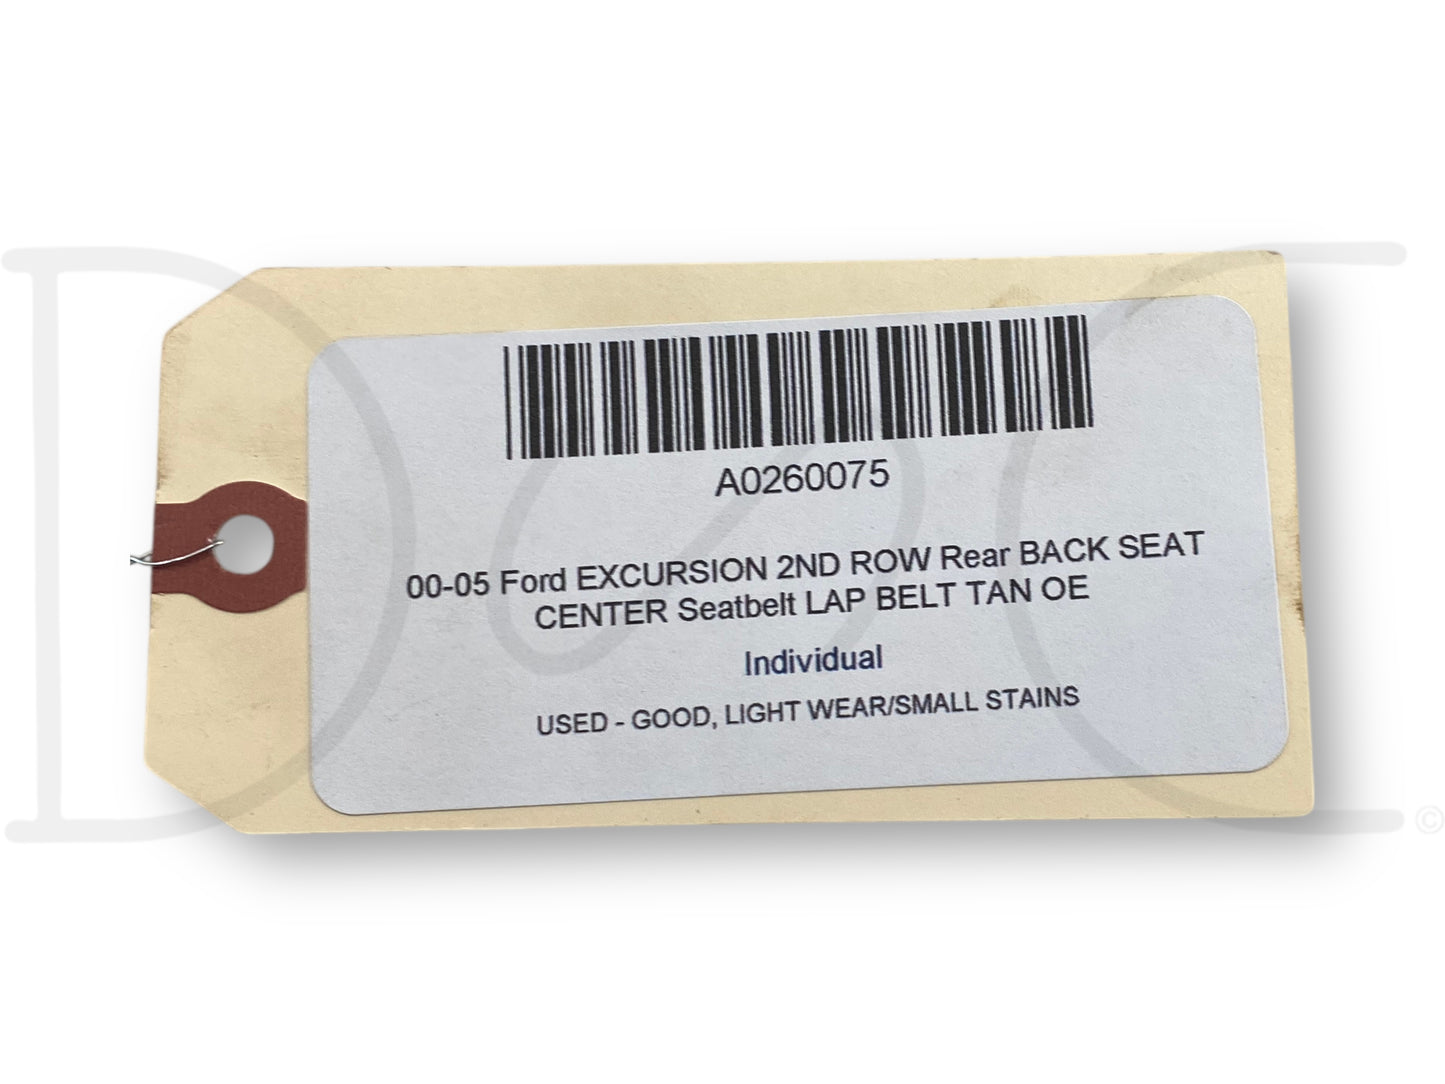 A0260075
00-05 Ford EXCURSION 2ND ROW Rear BACK SEAT
CENTER Seatbelt LAP BELT TAN OE
Individual
USED - GOOD, LIGHT WEAR/SMALL STAINS
D C
©